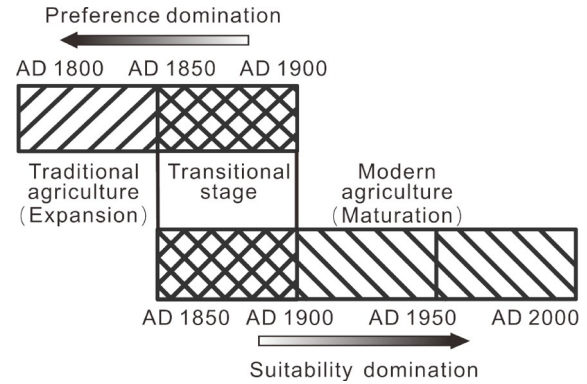 Preference domination
AD 1800 AD 1850 AD 1900
Traditional
agriculture
(Expansion)
Transitional
stage
Modern
agriculture
(Maturation)
AD 1850 AD 1900 AD 1950 AD 2000
Suitability domination